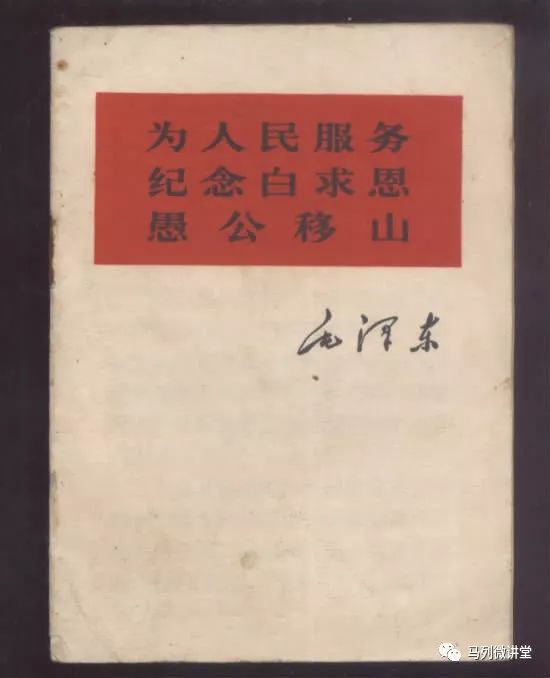 为人民服务
纪念白求恩
愚公移山
毛泽东
马列微讲堂